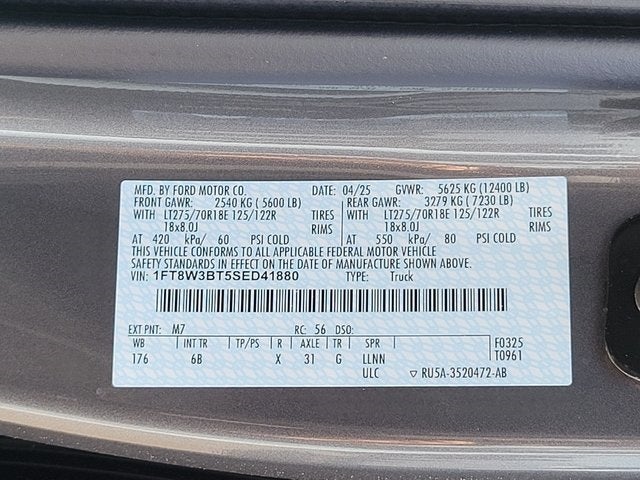 MFD. BY FORD MOTOR CO. DATE: 04/25 GVWR: 5625 KG (12400 LB)
FRONT GAWR: 2540 KG ( 5600 LB) REAR GAWR: 3279 KG ( 7230 LB)
WITH LT275/70R18E 125/122R TIRES WITH LT275/70R18E 125/122R TIRES
18x8.0J RIMS 18x8.0J RIMS
AT 420 kPa/ 60 PSI COLD AT 550 kPa/ 80 PSI COLD
THIS VEHICLE CONFORMS TO ALL APPLICABLE FEDERAL MOTOR VEHICLE
SAFETY STANDARDS IN EFFECT ON THE DATE OF MANUFACTURE SHOWN ABOVE.
VIN: 1FT8W3BT5SED41880 TYPE: Truck
EXT PNT: M7 RC: 56 DSO:
WB INT TR TP/PS R AXLE TR SPR F0325
176 6B X 31 G LLNN T0961
ULC ▽ RU5A-3520472-AB